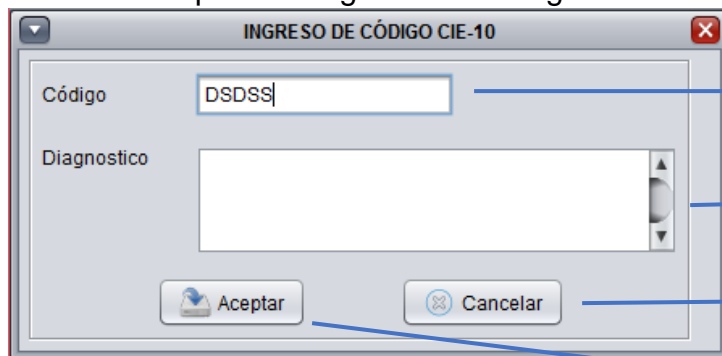 INGRESO DE CÓDIGO CIE-10
Código DSDSS
Diagnostico
Aceptar Cancelar